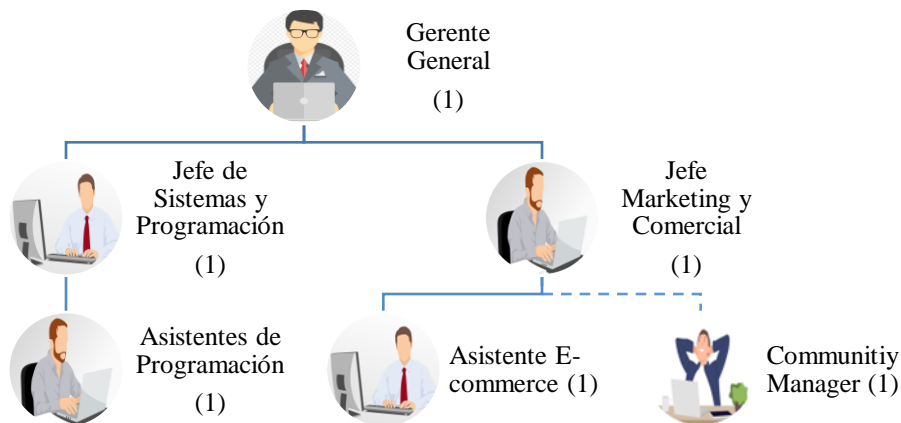 Gerente
General
(1)
Jefe de
Sistemas y
Programación
(1)
Jefe
Marketing y
Comercial
(1)
Asistentes de
Programación
(1)
Asistente E-
commerce (1)
Communitiy
Manager (1)